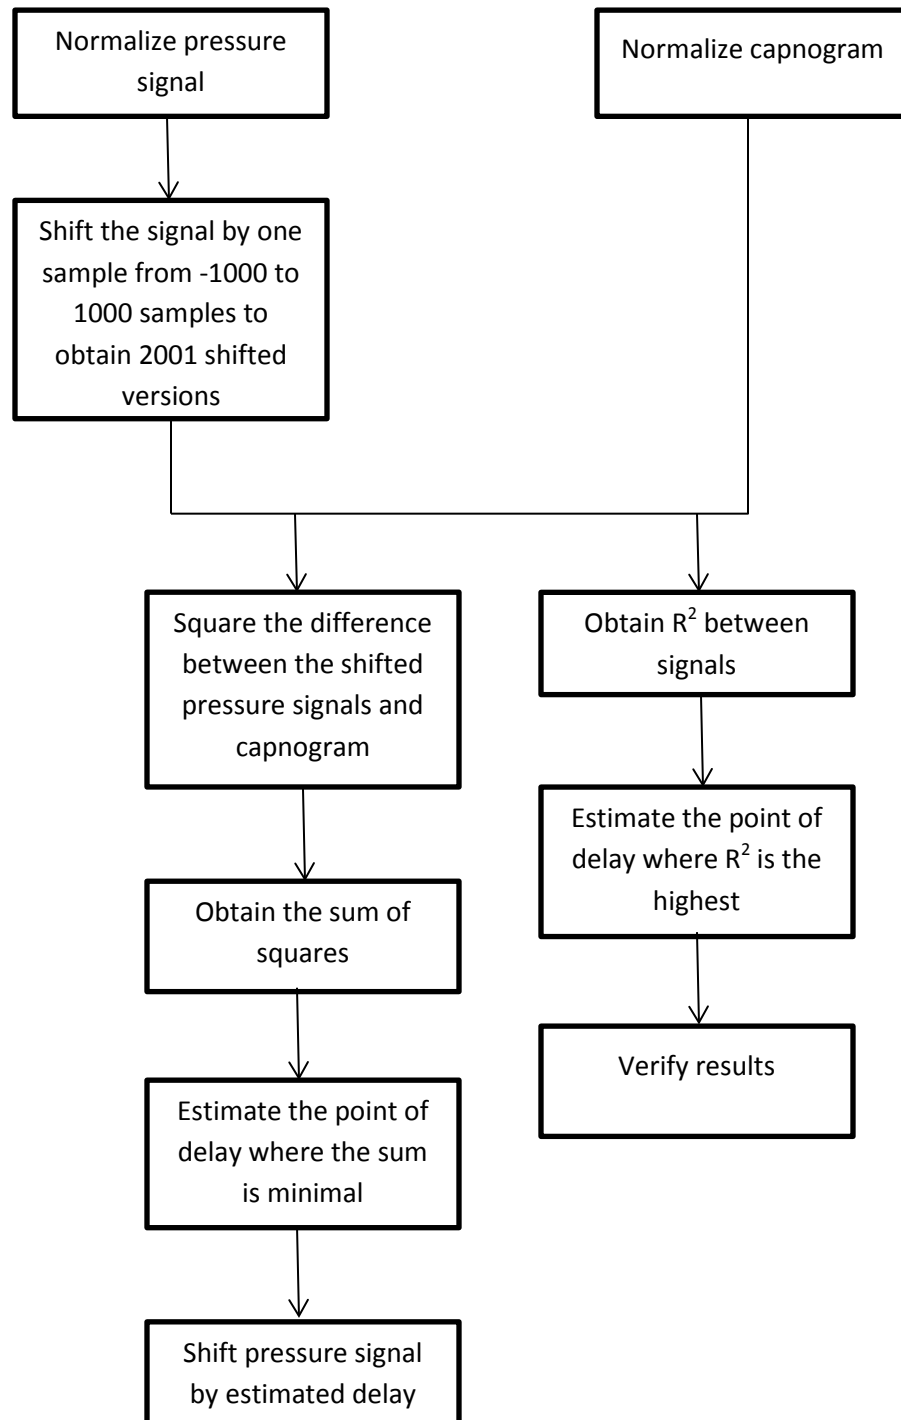 Normalize pressure
signal
Normalize capnogram
Shift the signal by one
sample from -1000 to
1000 samples to
obtain 2001 shifted
versions
Square the difference
between the shifted
pressure signals and
capnogram
Obtain R² between
signals
Estimate the point of
delay where R² is the
highest
Obtain the sum of
squares
Verify results
Estimate the point of
delay where the sum
is minimal
Shift pressure signal
by estimated delay